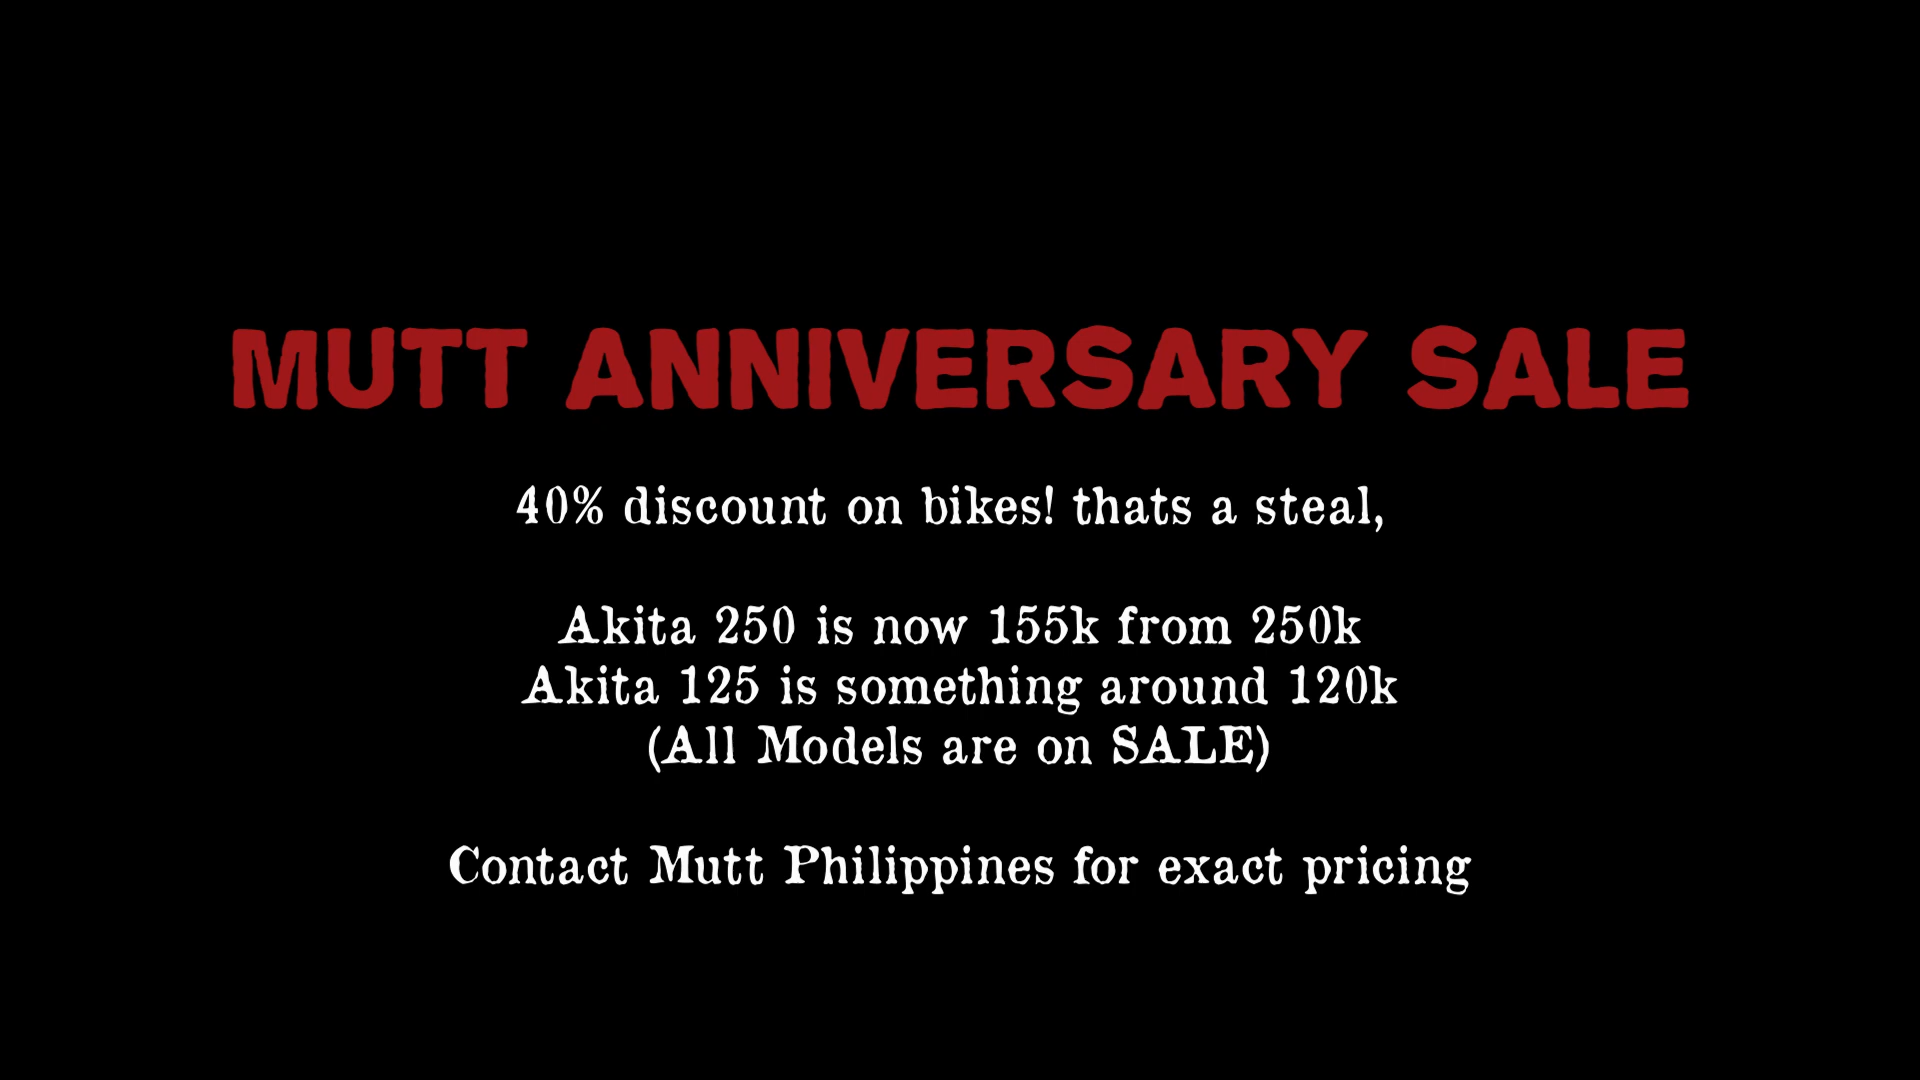 MUTT ANNIVERSARY SALE
40% discount on bikes! thats a steal,
Akita 250 is now 155k from 250k
Akita 125 is something around 120k
(All Models are on SALE)
Contact Mutt Philippines for exact pricing